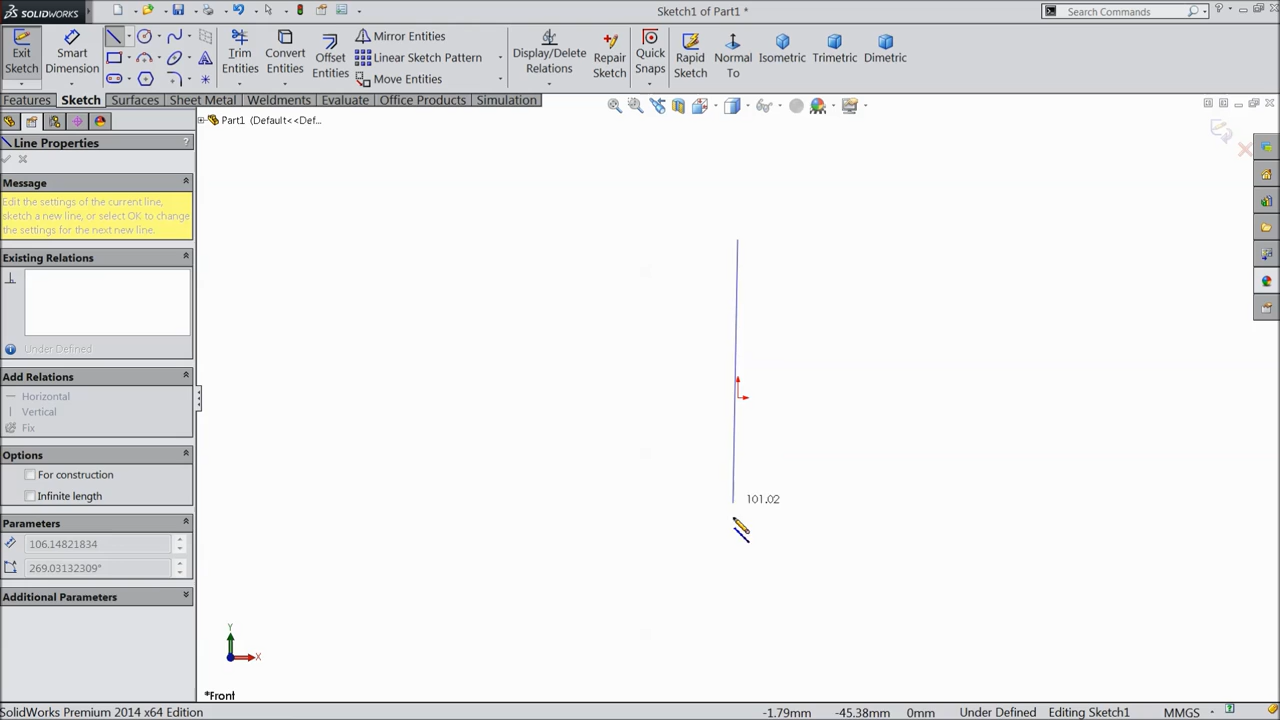 SOLIDWORKS
Sketch1 of Part1 *
Search Commands
Exit Sketch
Smart Dimension
Trim Entities
Convert Entities
Offset Entities
Mirror Entities
Linear Sketch Pattern
Move Entities
Display/Delete Relations
Repair Sketch
Quick Snaps
Rapid Sketch
Normal To
Isometric
Trimetric
Dimetric
Features
Sketch
Surfaces
Sheet Metal
Weldments
Evaluate
Office Products
Simulation
Part1 (Default<<Def...
Line Properties
?
Message
Edit the settings of the current line,
sketch a new line, or select OK to change
the settings for the next new line.
Existing Relations
Under Defined
Add Relations
Horizontal
Vertical
Fix
Options
For construction
Infinite length
Parameters
106.14821834
269.03132309°
Additional Parameters
101.02
Y
X
*Front
SolidWorks Premium 2014 x64 Edition
-1.79mm
-45.38mm
0mm
Under Defined
Editing Sketch1
MMGS